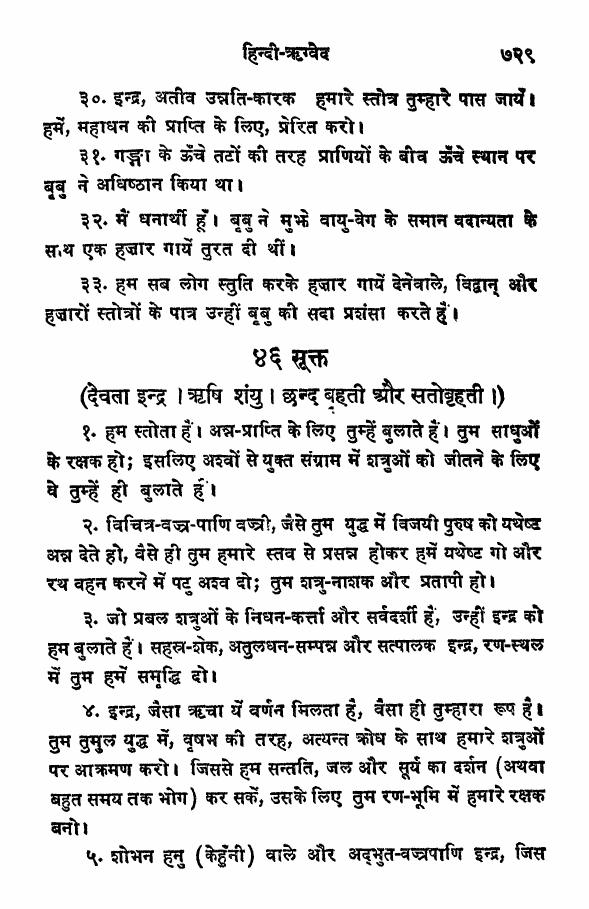 हिन्दी-ऋग्वेद ७२९
३०. इन्द्र, अतीव उन्नति-कारक हमारे स्तोत्र तुम्हारे पास जायँ।
हमें, महाधन की प्राप्ति के लिए, प्रेरित करो।
३१. गङ्गा के ऊँचे तटों की तरह प्राणियों के बीच ऊँचे स्थान पर
बृबु ने अधिष्ठान किया था।
३२. मैं धनार्थी हूँ। बृबु ने मुझे वायु-वेग के समान वदान्यता के
साथ एक हज़ार गायें तुरत दी थीं।
३३. हम सब लोग स्तुति करके हज़ार गायें देनेवाले, विद्वान् और
हज़ारों स्तोत्रों के पात्र उन्हीं बृबु की सदा प्रशंसा करते हैं।
४६ सूक्त
(देवता इन्द्र । ऋषि शंयु । छन्द बृहती और सतोबृहती ।)
१. हम स्तोता हैं। अन्न-प्राप्ति के लिए तुम्हें बुलाते हैं। तुम साधुओं
के रक्षक हो; इसलिए अश्वों से युक्त संग्राम में शत्रुओं को जीतने के लिए
वे तुम्हें ही बुलाते हैं।
२. विचित्र-वज्र-पाणि वज्री, जैसे तुम युद्ध में विजयी पुरुष को यथेष्ट
अन्न देते हो, वैसे ही तुम हमारे स्तव से प्रसन्न होकर हमें यथेष्ट गो और
रथ वहन करने में पटु अश्व दो; तुम शत्रु-नाशक और प्रतापी हो।
३. जो प्रबल शत्रुओं के निधन-कर्त्ता और सर्वदर्शी हैं, उन्हीं इन्द्र को
हम बुलाते हैं। सहस्र-शेक, अतुलधन-सम्पन्न और सत्पालक इन्द्र, रण-स्थल
में तुम हमें समृद्धि दो।
४. इन्द्र, जैसा ऋचा यें वर्णन मिलता है, वैसा ही तुम्हारा रूप है।
तुम तुमुल युद्ध में, वृषभ की तरह, अत्यन्त क्रोध के साथ हमारे शत्रुओं
पर आक्रमण करो। जिससे हम सन्तति, जल और सूर्य का दर्शन (अथवा
बहुत समय तक भोग) कर सकें, उसके लिए तुम रण-भूमि में हमारे रक्षक
बनो।
५. शोभन हमु (केहुँनी) वाले और अद्भुत-वज्रपाणि इन्द्र, जिस